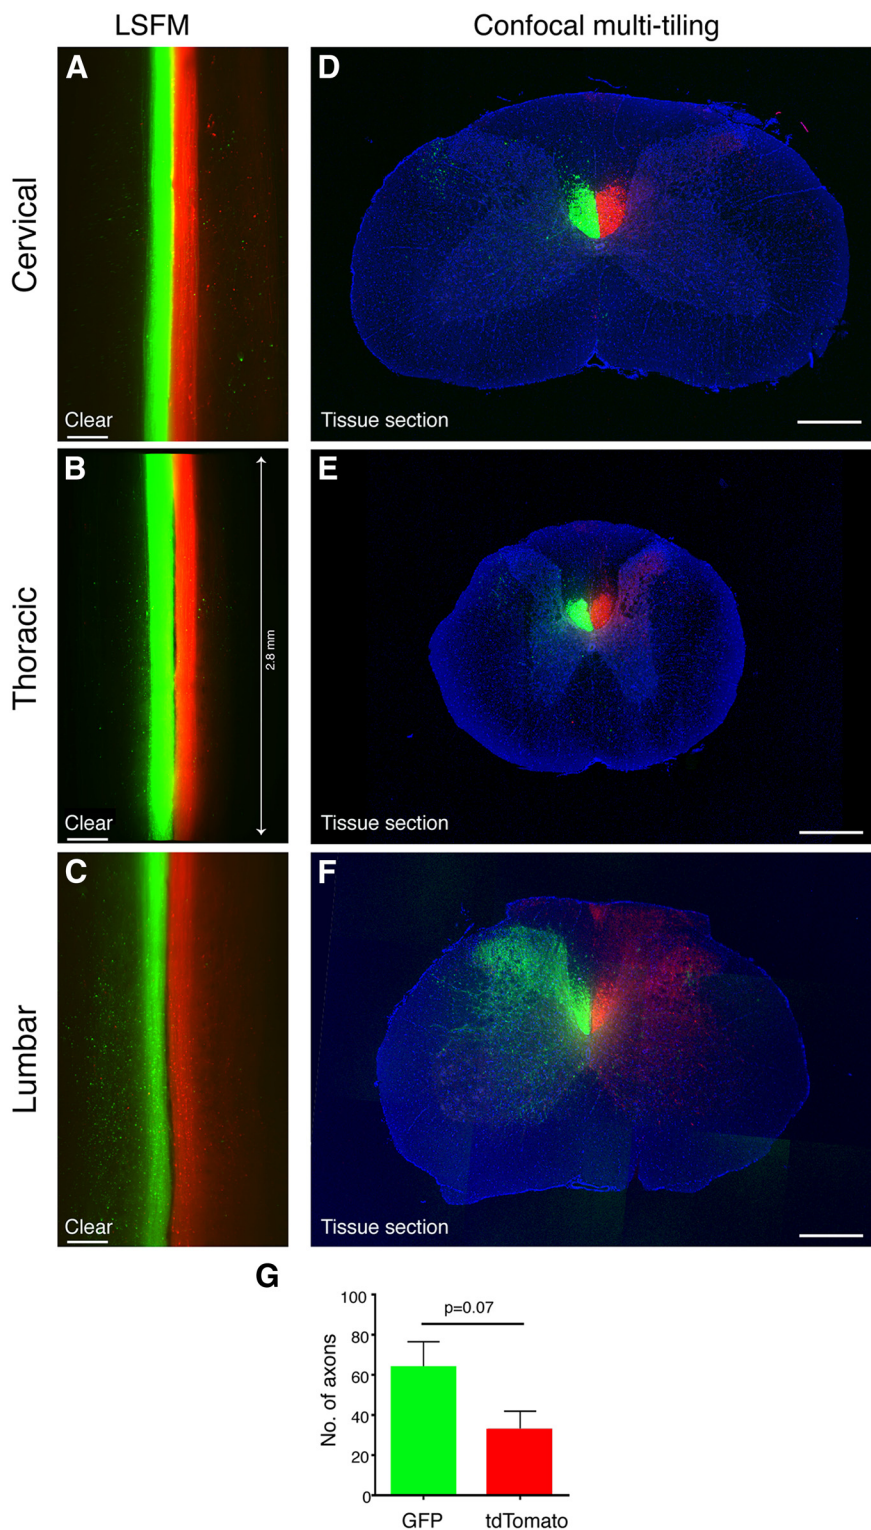 LSFM
Confocal multi-tiling
Cervical
A
Clear
D
Tissue section
Thoracic
B
2.8 mm
Clear
E
Tissue section
Lumbar
C
Clear
F
Tissue section
G
No. of axons
100
80
60
40
20
0
p=0.07
GFP
tdTomato